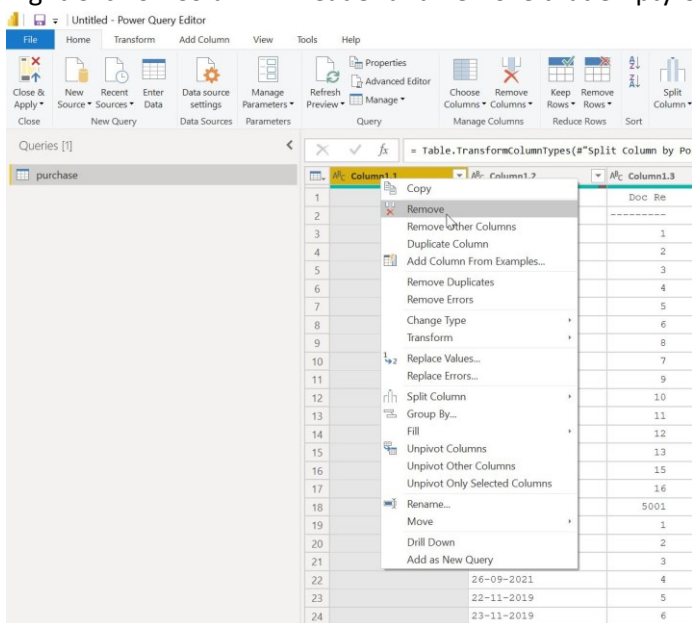 Untitled - Power Query Editor
File Home Transform Add Column View Tools Help
Close & Apply
New Source
Recent Sources
Enter Data
Data source settings
Manage Parameters
Refresh Preview
Properties
Advanced Editor
Manage
Choose Columns
Remove Columns
Keep Rows
Remove Rows
Split Column
Close
New Query
Data Sources
Parameters
Query
Manage Columns
Reduce Rows
Sort
Queries [1]
purchase
fx = Table.TransformColumnTypes(#"Split Column by Po
ABC Column1.1 ABC Column1.2 ABC Column1.3
Copy
Remove
Remove Other Columns
Duplicate Column
Add Column From Examples...
Remove Duplicates
Remove Errors
Change Type
Transform
Replace Values...
Replace Errors...
Split Column
Group By...
Fill
Unpivot Columns
Unpivot Other Columns
Unpivot Only Selected Columns
Rename...
Move
Drill Down
Add as New Query
1 Doc Re
2 ---------
3 1
4 2
5 3
6 4
7 5
8 6
9 8
10 7
11 9
12 10
13 11
14 12
15 13
16 15
17 16
18 5001
19 1
20 2
21 3
22 26-09-2021 4
23 22-11-2019 5
24 23-11-2019 6